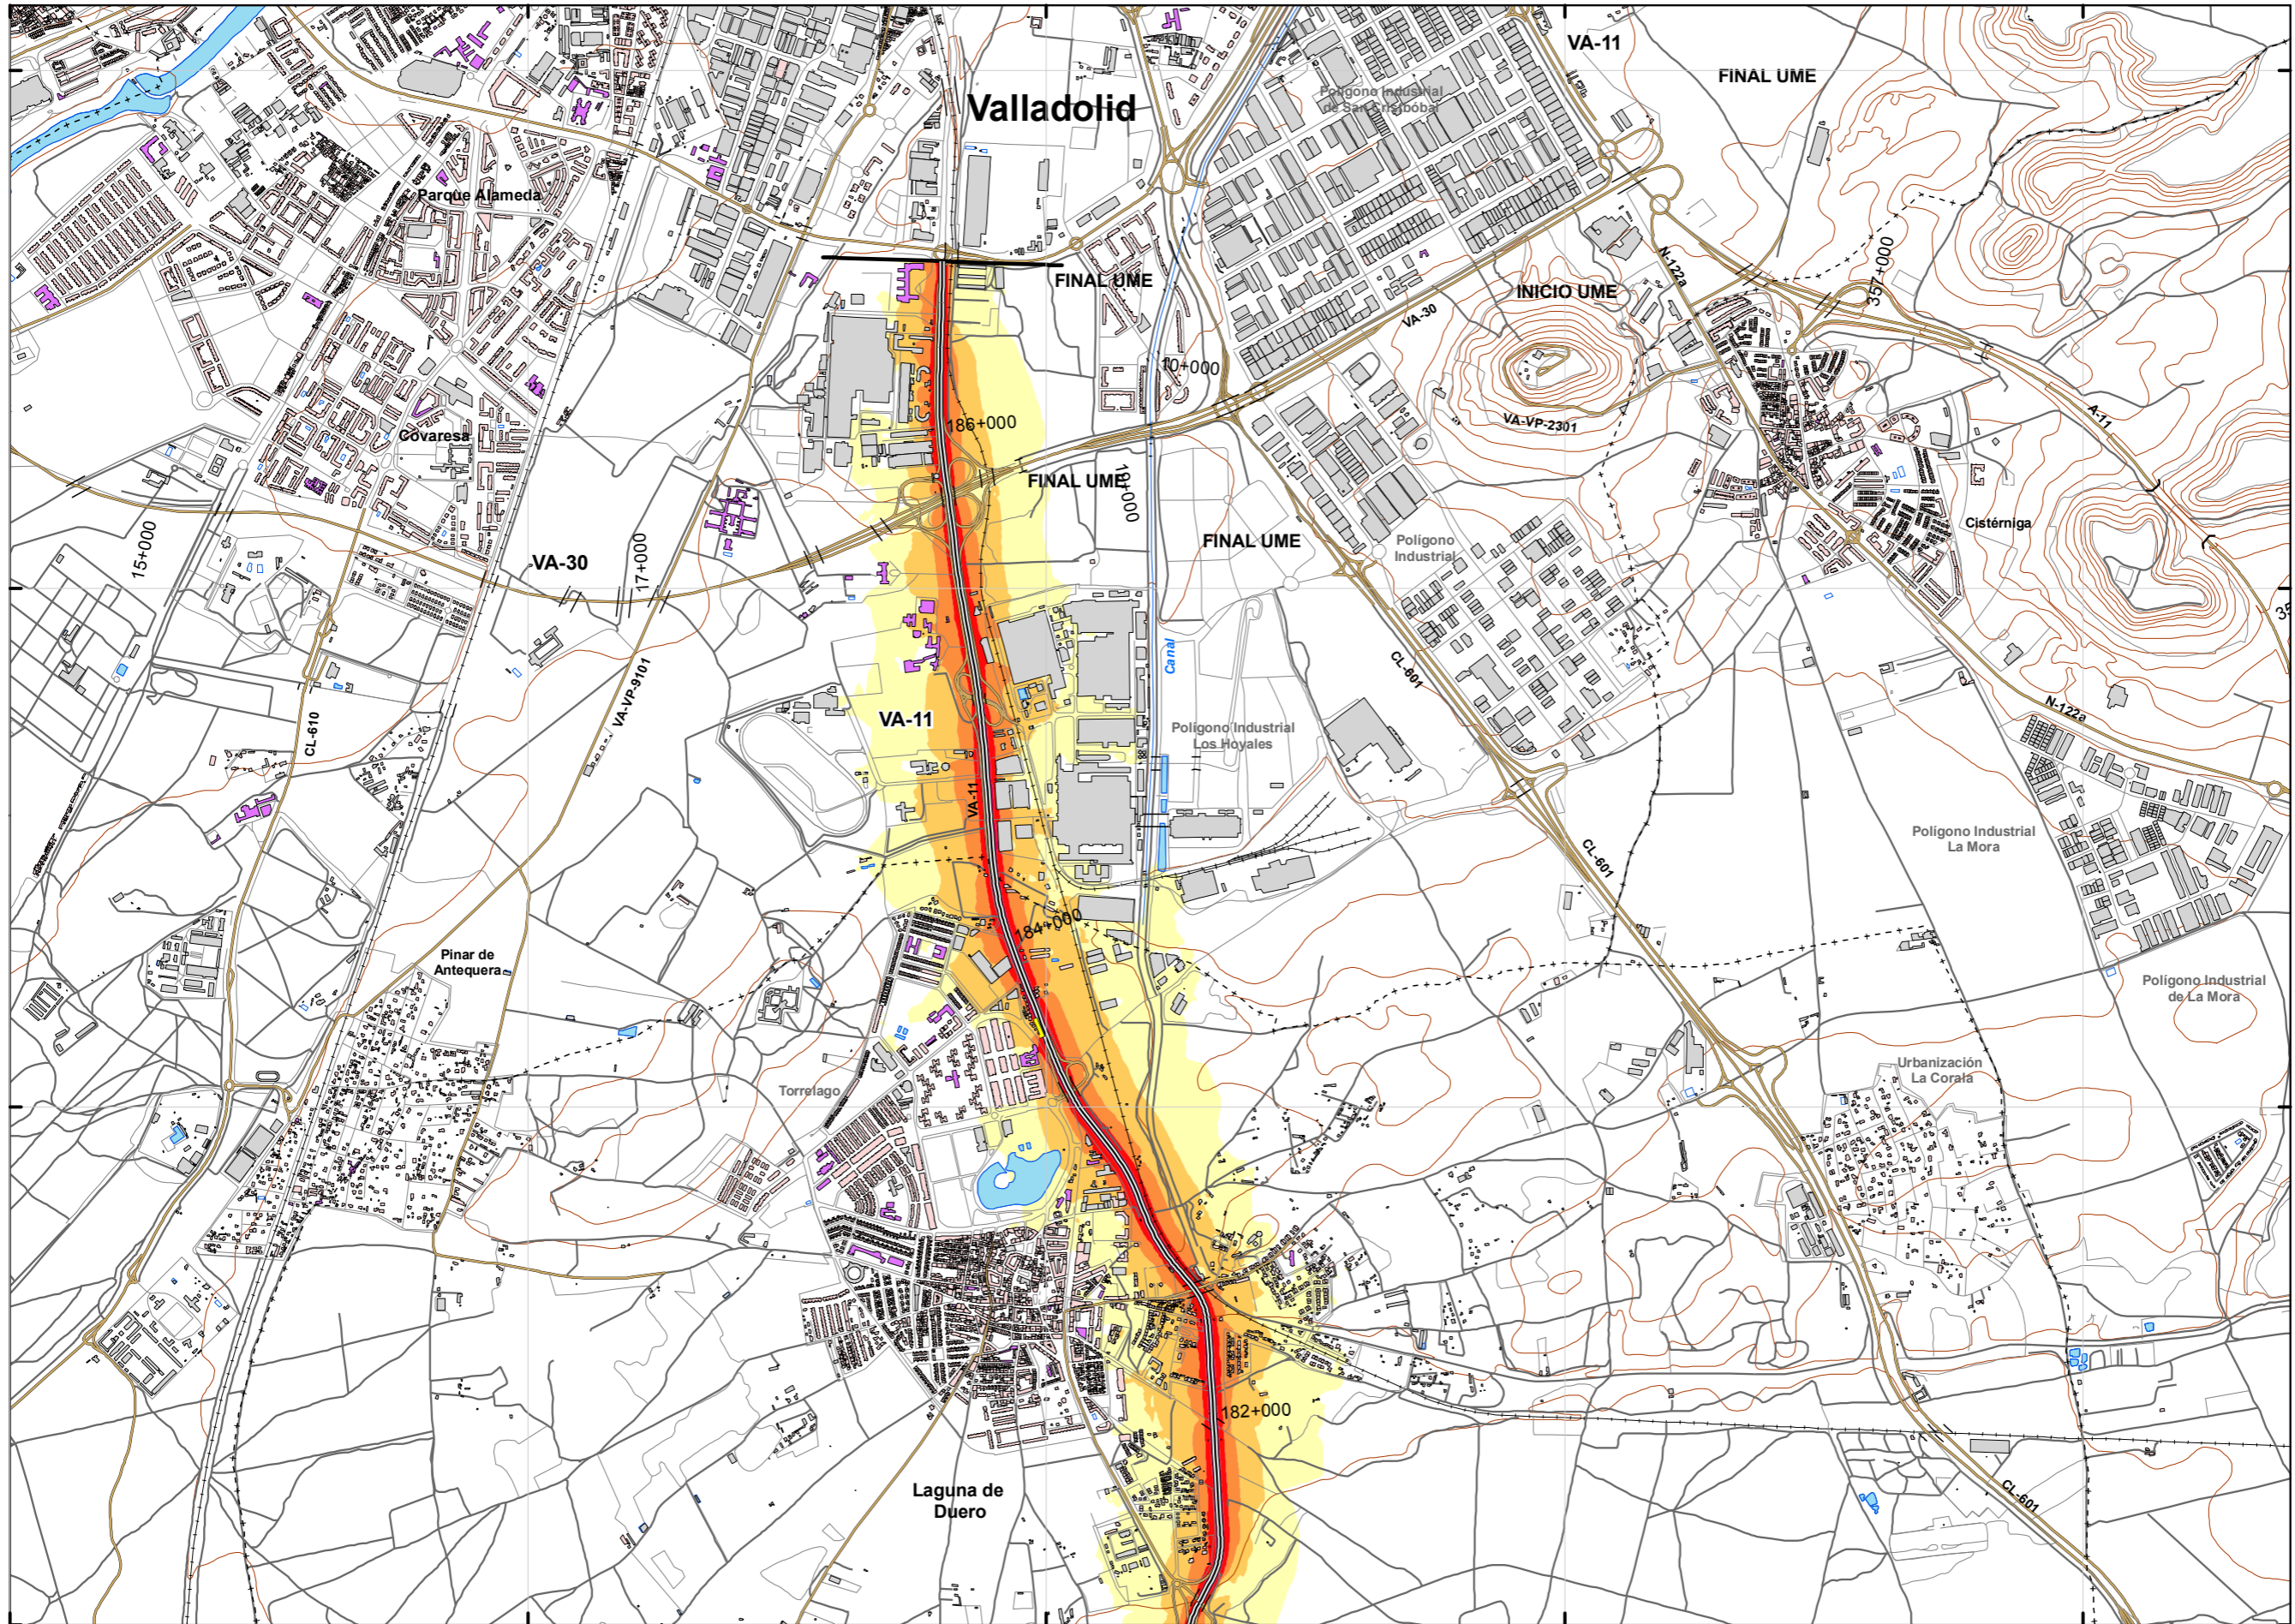 VA-11
FINAL UME
Polígono Industrial
de San Cristóbal
Valladolid
Parque Alameda
N-122a
357+000
FINAL UME
INICIO UME
VA-30
10+000
A-11
VA-VP-2301
186+000
Covaresa
FINAL UME
Cistérniga
15+000
17+000
VA-30
FINAL UME
Polígono
Industrial
Canal
CL-601
VA-VP-9101
CL-610
VA-11
Polígono Industrial
Los Hoyales
N-122a
VA-11
Polígono Industrial
La Mora
CL-601
184+000
Pinar de
Antequera
Polígono Industrial
de La Mora
Torrelago
Urbanización
La Corala
182+000
Laguna de
Duero
CL-601